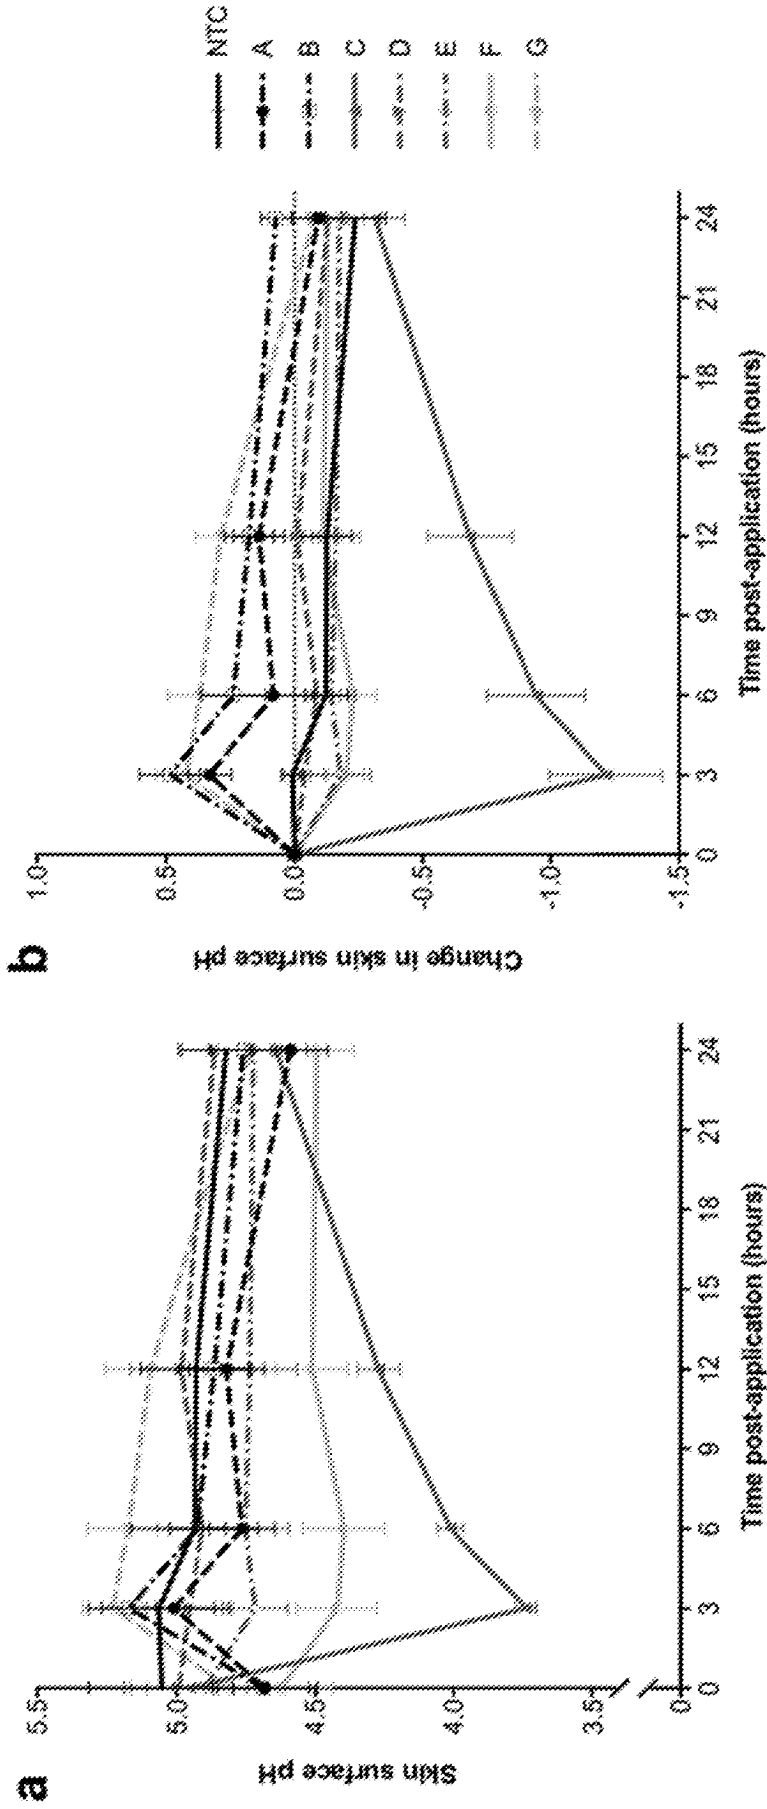 a
Skin surface pH
5.5
5.0
4.5
4.0
3.5
0
0
3
6
9
12
15
18
21
24
Time post-application (hours)
b
Change in skin surface pH
1.0
0.5
0.0
-0.5
-1.0
-1.5
0
3
6
9
12
15
18
21
24
Time post-application (hours)
NTC
A
B
C
D
E
F
G